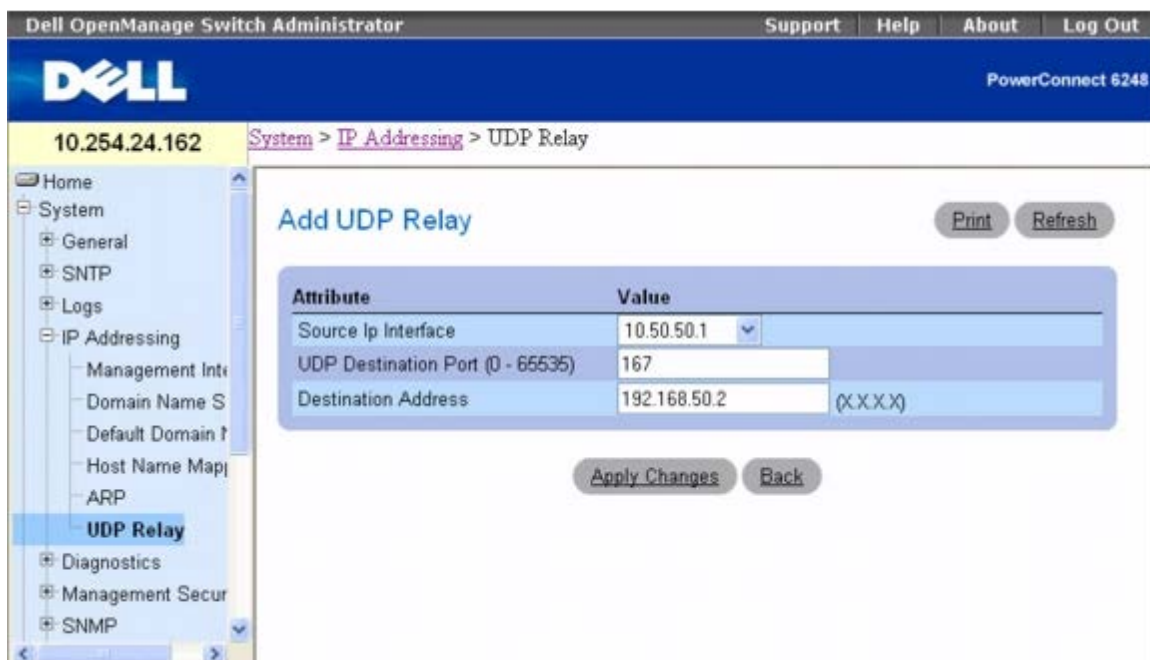 Dell OpenManage Switch Administrator Support Help About Log Out
DELL
PowerConnect 6248
10.254.24.162
System > IP Addressing > UDP Relay
Home
System
General
SNTP
Logs
IP Addressing
Management Inte
Domain Name S
Default Domain N
Host Name Mapp
ARP
UDP Relay
Diagnostics
Management Secur
SNMP
Add UDP Relay
Print Refresh
Attribute Value
Source Ip Interface 10.50.50.1
UDP Destination Port (0 - 65535) 167
Destination Address 192.168.50.2 (X.X.X.X)
Apply Changes Back